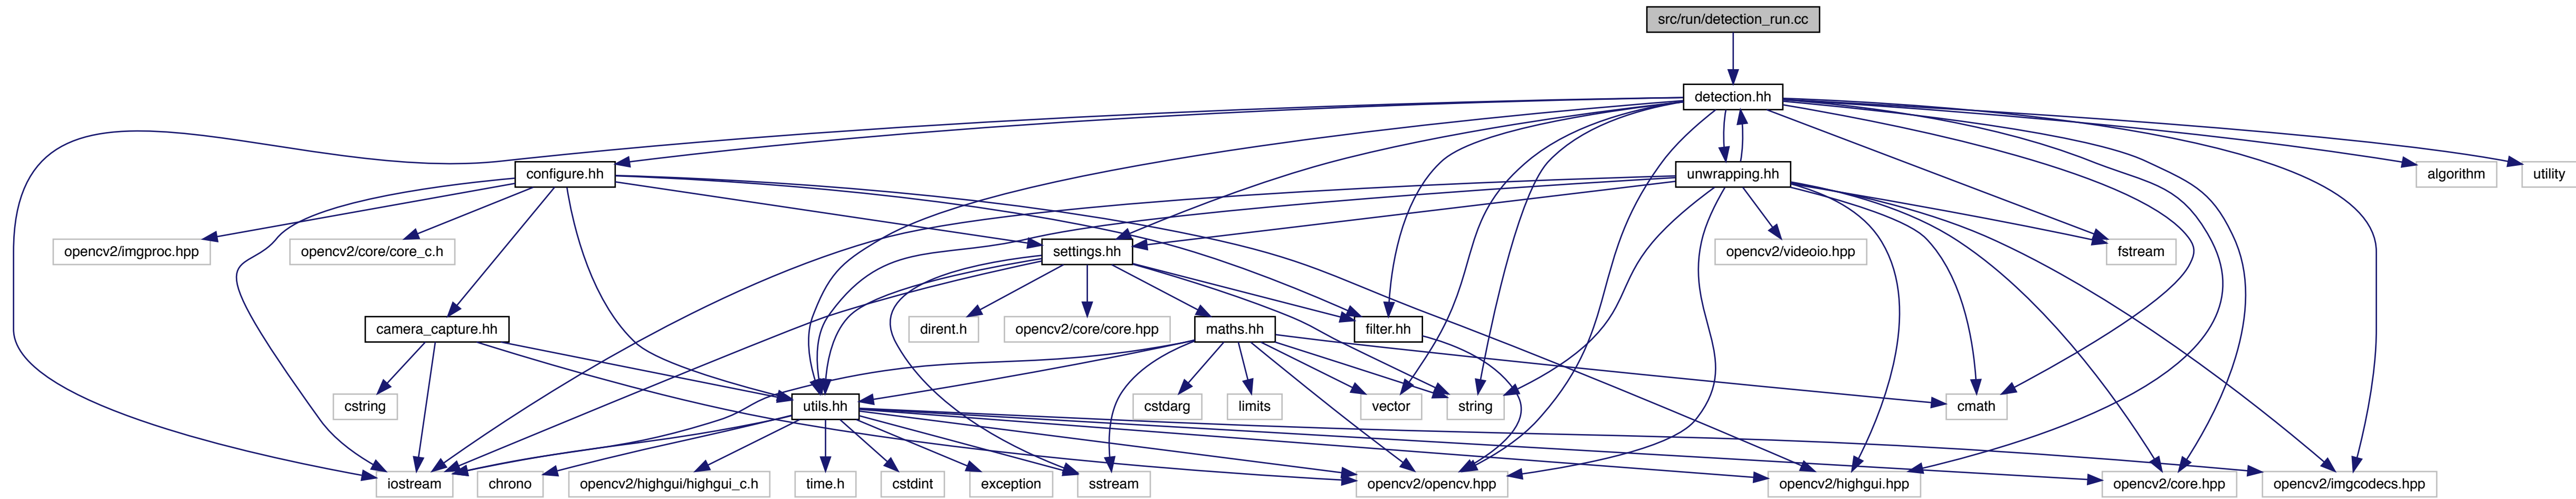 src/run/detection_run.cc
detection.hh
configure.hh
unwrapping.hh
algorithm
utility
opencv2/imgproc.hpp
opencv2/core/core_c.h
settings.hh
opencv2/videoio.hpp
fstream
camera_capture.hh
dirent.h
opencv2/core/core.hpp
maths.hh
filter.hh
cstring
utils.hh
cstdarg
limits
vector
string
cmath
iostream
chrono
opencv2/highgui/highgui_c.h
time.h
cstdint
exception
sstream
opencv2/opencv.hpp
opencv2/highgui.hpp
opencv2/core.hpp
opencv2/imgcodecs.hpp